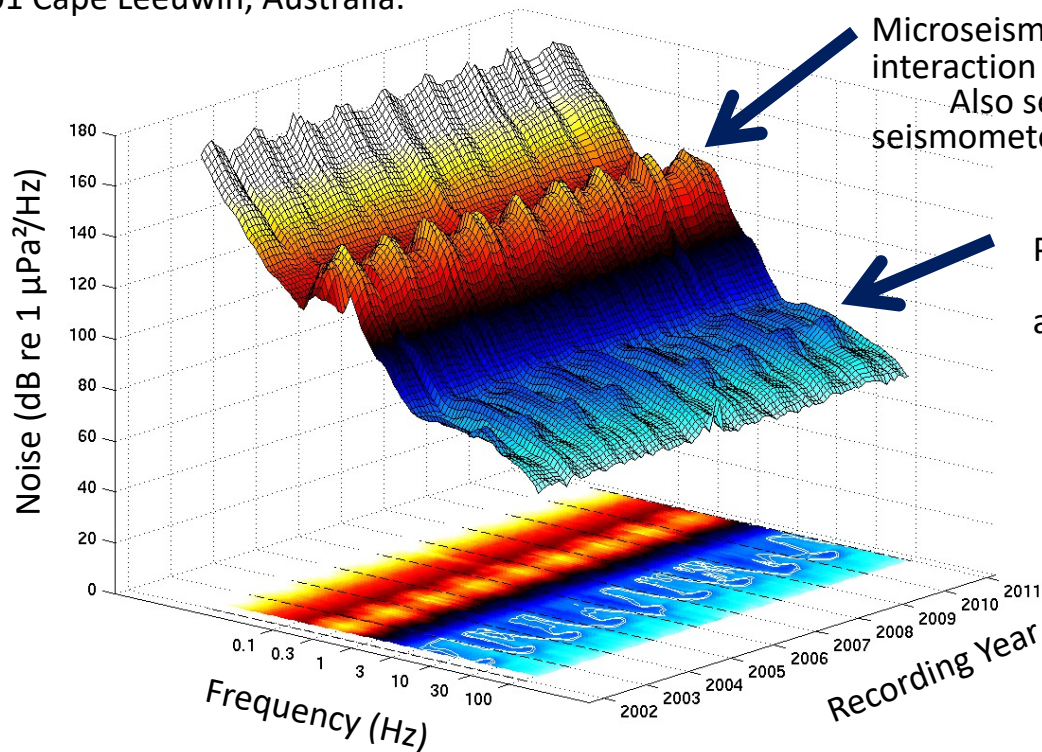 01 Cape Leeuwin, Australia.
Microseism
interaction
Also se
seismomete
P
a
Noise (dB re 1 µPa²/Hz)
180
160
140
120
100
80
60
40
20
0
0.1
0.3
1
3
10
30
100
Frequency (Hz)
2002
2003
2004
2005
2006
2007
2008
2009
2010
2011
Recording Year